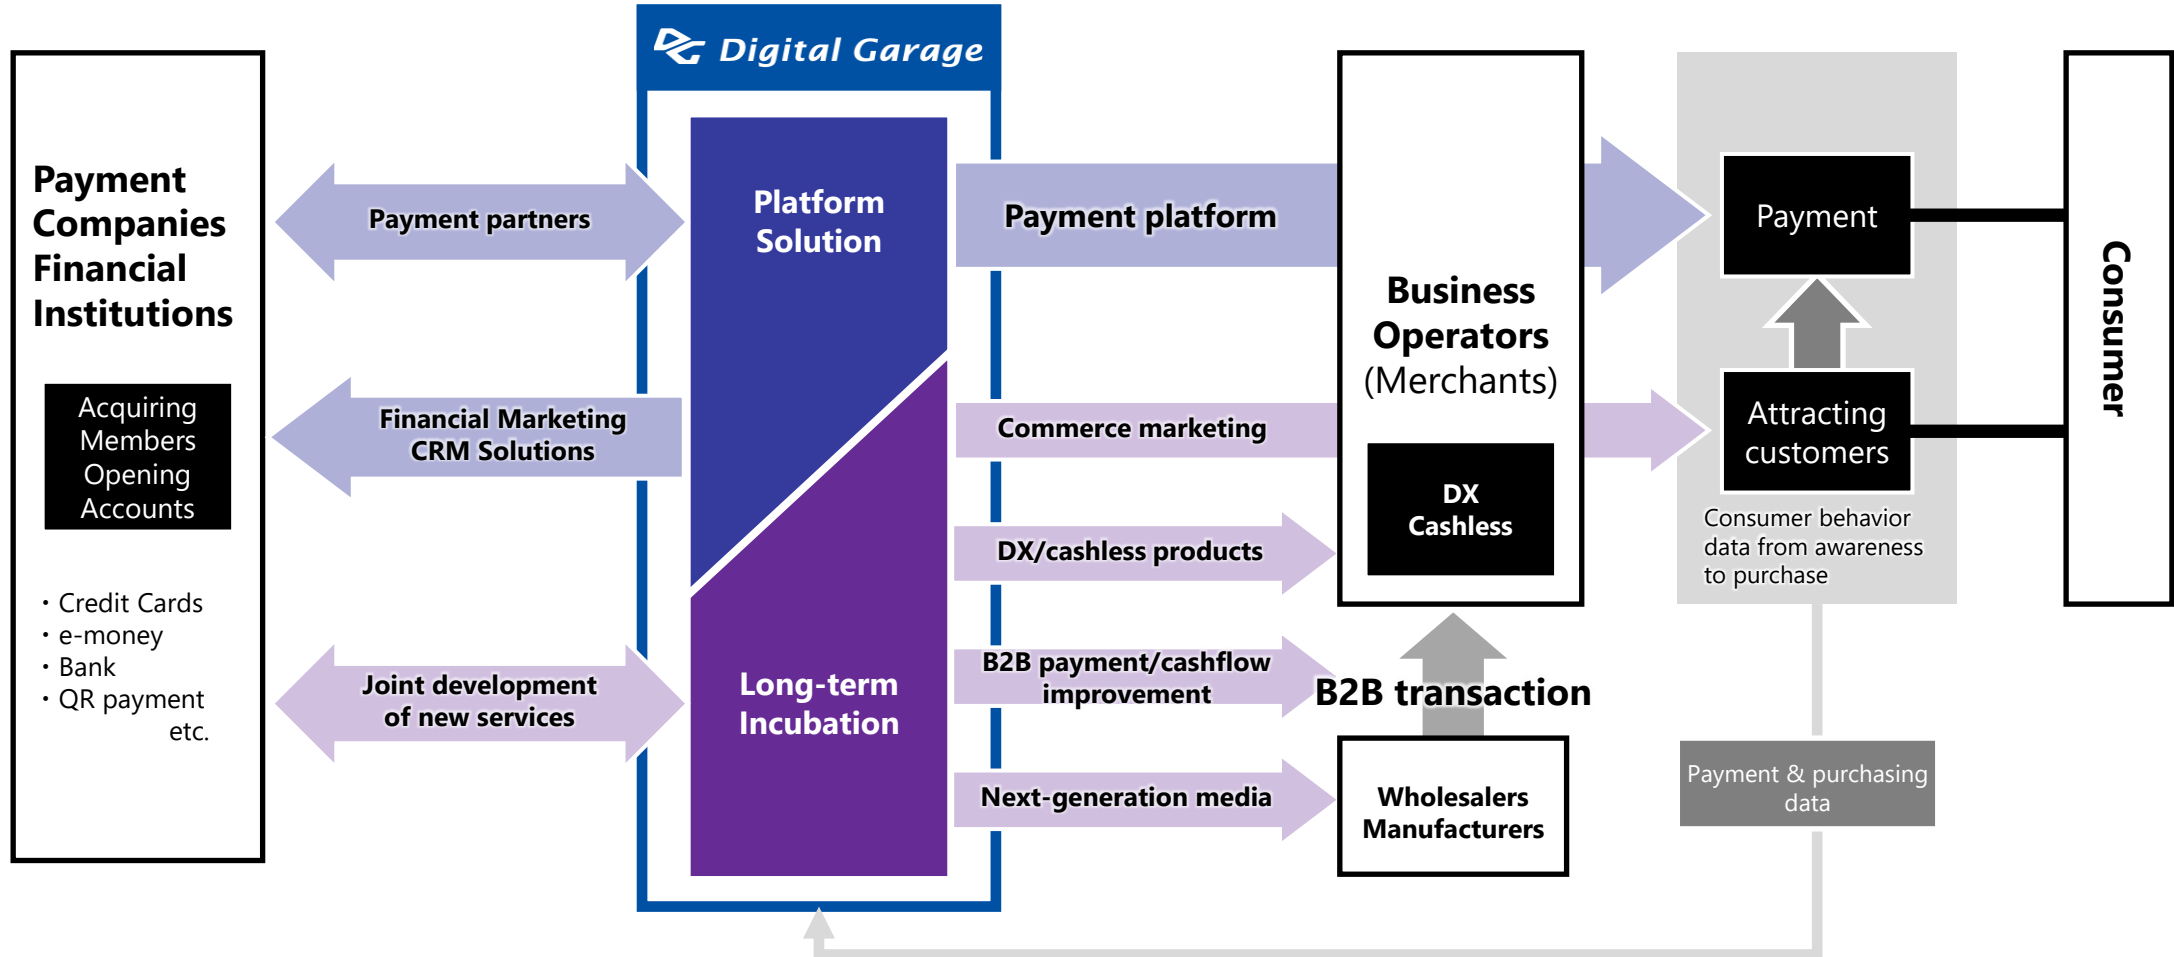 Digital Garage
Payment
Companies
Financial
Institutions
Acquiring
Members
Opening
Accounts
・Credit Cards
・e-money
・Bank
・QR payment
etc.
Payment partners
Financial Marketing
CRM Solutions
Joint development
of new services
Platform
Solution
Long-term
Incubation
Payment platform
Commerce marketing
DX/cashless products
B2B payment/cashflow
improvement
Next-generation media
Business
Operators
(Merchants)
DX
Cashless
B2B transaction
Wholesalers
Manufacturers
Payment
Attracting
customers
Consumer behavior
data from awareness
to purchase
Payment & purchasing
data
Consumer